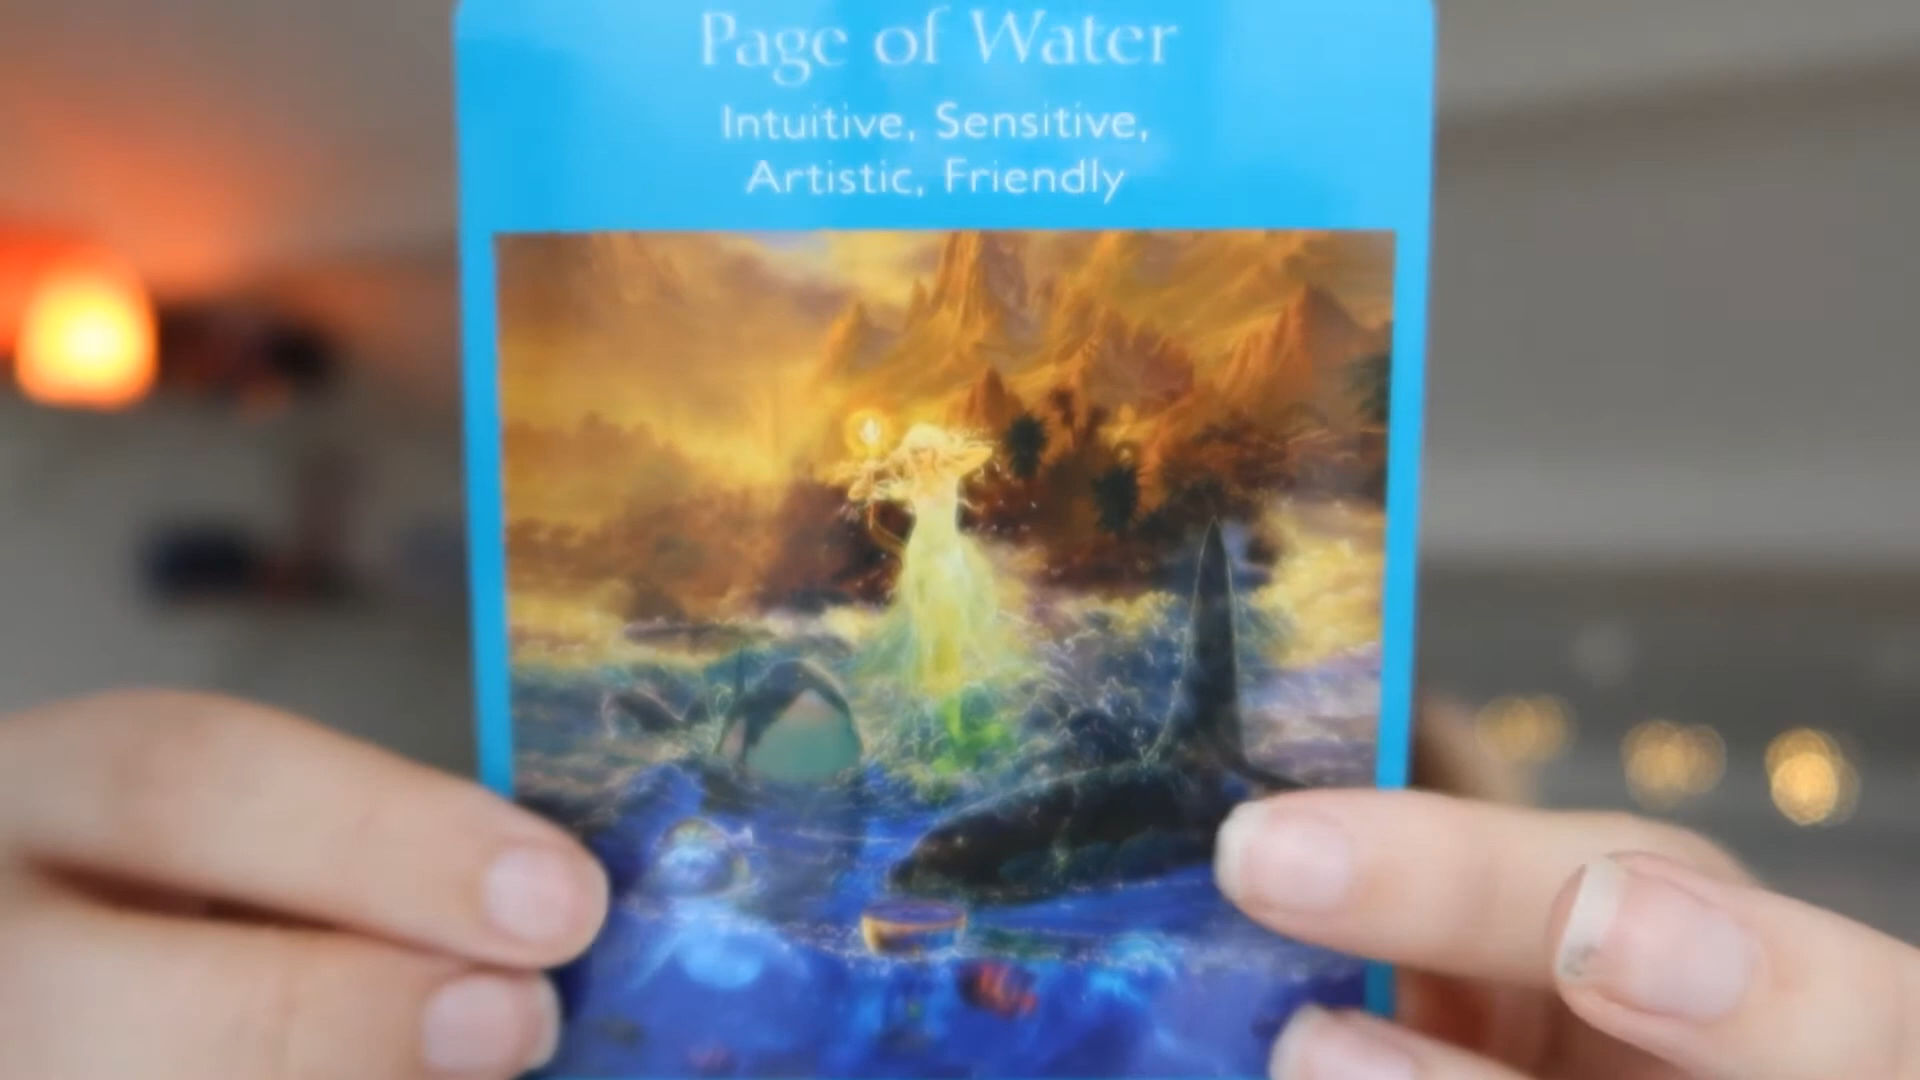 Page of Water
Intuitive, Sensitive,
Artistic, Friendly